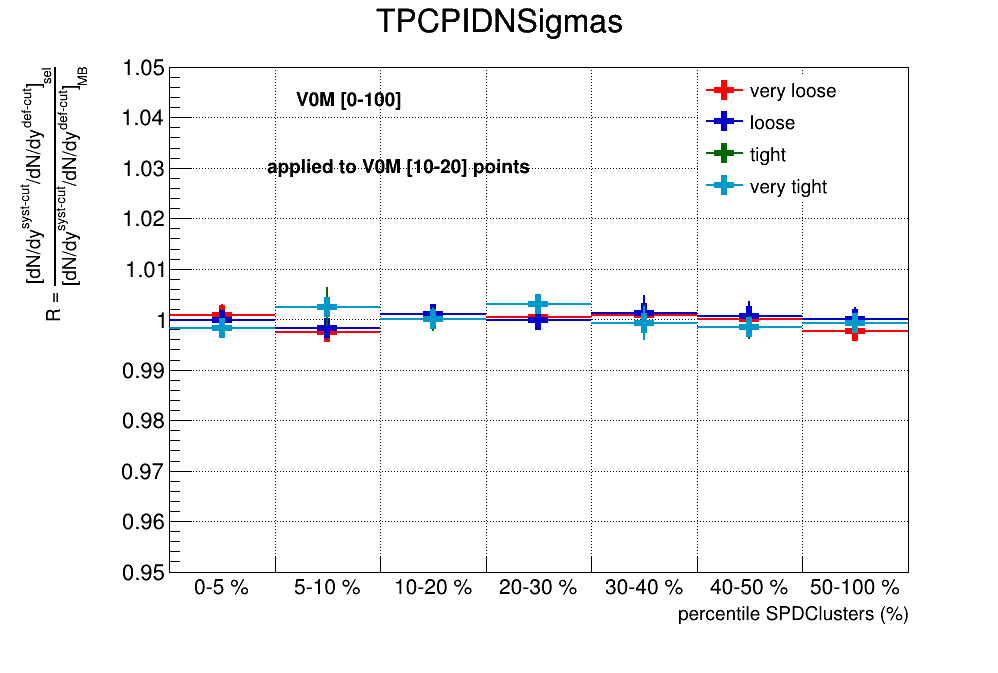 TPCPIDNSigmas
R = [dN/dy^syst-cut/dN/dy^def-cut]_sel
[dN/dy^syst-cut/dN/dy^def-cut]_MB
V0M [0-100]
applied to V0M [10-20] points
very loose
loose
tight
very tight
1.05
1.04
1.03
1.02
1.01
1
0.99
0.98
0.97
0.96
0.95
0-5 % 5-10 % 10-20 % 20-30 % 30-40 % 40-50 % 50-100 %
percentile SPDClusters (%)